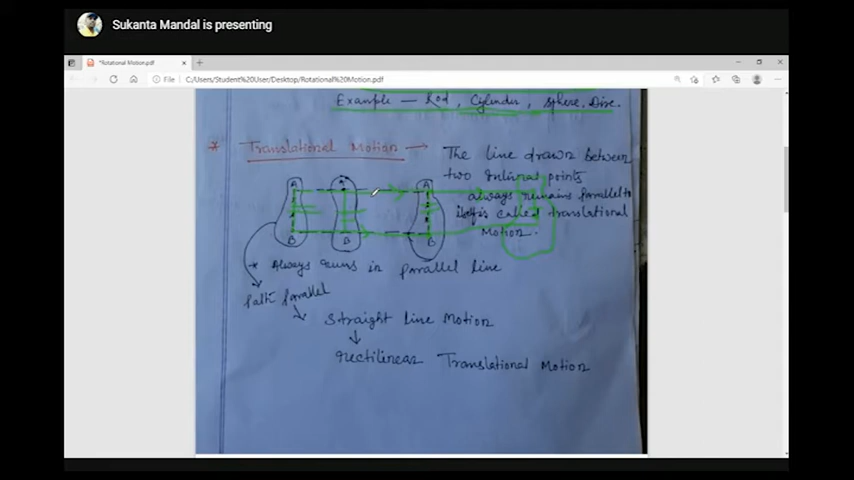 Sukanta Mandal is presenting
*Rotational Motion.pdf
File | C:/Users/Student%20User/Desktop/Rotational%20Motion.pdf
Example — Rod, Cylinder, Sphere, Disc.
* Translational Motion → The line drawn between
two internal points
always remains parallel to
itself is called translational
Motion.
A A
B B B
* Always runs in parallel line
Path parallel
Straight line Motion
rectilinear Translational Motion